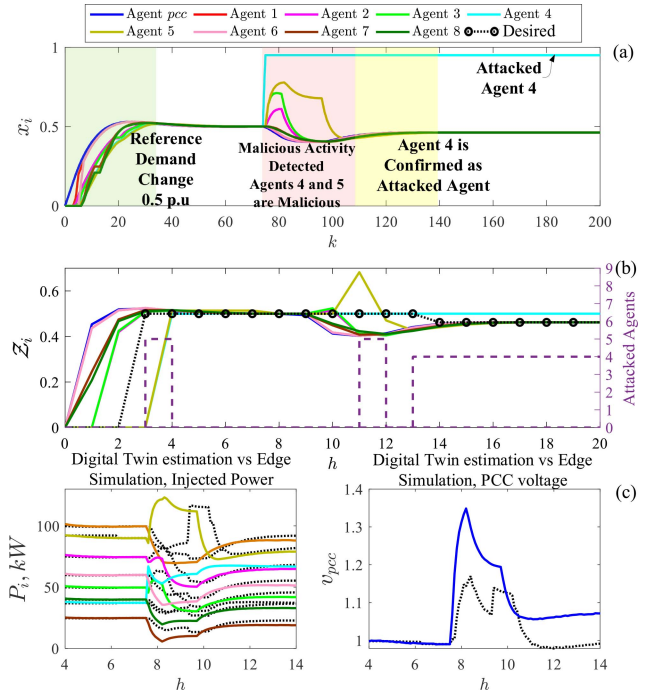 Agent pcc Agent 1 Agent 2 Agent 3 Agent 4
Agent 5 Agent 6 Agent 7 Agent 8 Desired
(a)
1
0.5
0
x_i
Attacked
Agent 4
Reference
Demand
Change
0.5 p.u
Malicious Activity
Detected
Agents 4 and 5
are Malicious
Agent 4 is
Confirmed as
Attacked Agent
0 20 40 60 80 100 120 140 160 180 200
k
(b)
0.6
0.4
0.2
0
Z_i
9
8
7
6
5
4
3
2
1
0
Attacked Agents
0 2 4 6 8 10 12 14 16 18 20
h
Digital Twin estimation vs Edge
Simulation, Injected Power
100
50
0
P_i, kW
4 6 8 10 12 14
h
Digital Twin estimation vs Edge
Simulation, PCC voltage
(c)
1.4
1.3
1.2
1.1
1.0
v_pcc
4 6 8 10 12 14
h